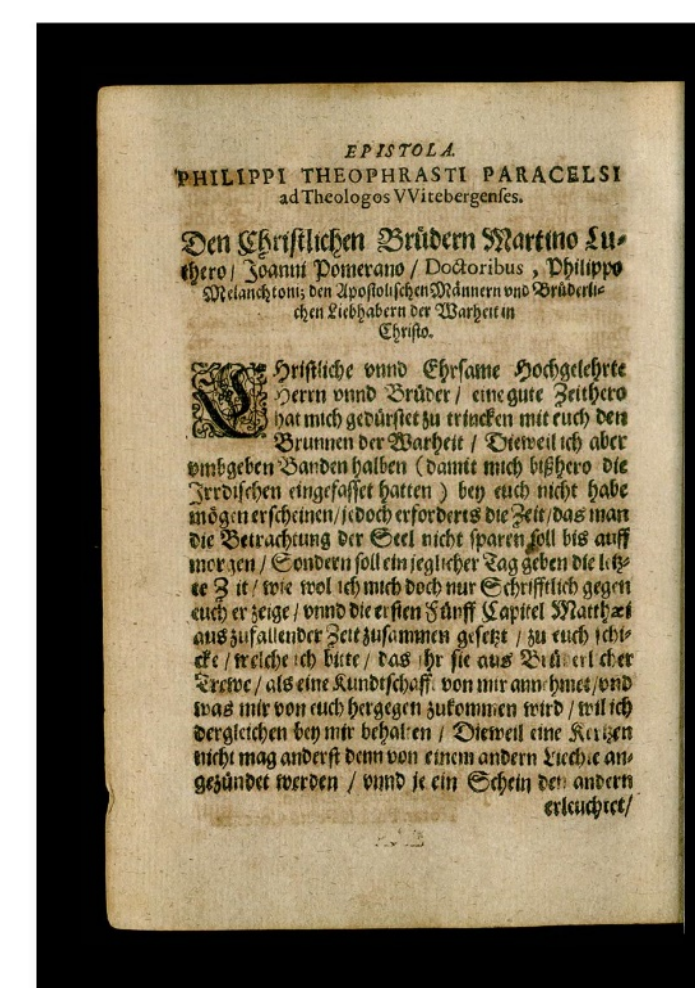 EPISTOLA.
PHILIPPI THEOPHRASTI PARACELSI
ad Theologos VVitebergenſes.
Den Chriſtlichen Brüdern Martino Lu⸗
thero / Joanni Pomerano / Doctoribus , Philippo
Melanchtoni; den Apoſtoliſchen Männern vnd Brüderli⸗
chen Liebhabern der Warheit in
Chriſto.
CHriſtliche vnnd Ehrſame Hochgelehrte
Herrn vnnd Brüder / eine gute Zeithero
hat mich gedürſtet zu trincken mit euch den
Brunnen der Warheit / Dieweil ich aber
vmbgeben Banden halben ( damit mich bißhero die
Irrdiſchen eingefaſſet hatten ) bey euch nicht habe
mögen erſcheinen / jedoch erforderts die Zeit / das man
die Betrachtung der Seel nicht ſparen ſoll bis auff
morgen / Sondern ſoll ein jeglicher Tag geben die letz⸗
te Zeit / wie wol ich mich doch nur Schrifftlich gegen
euch erzeige / vnnd die erſten Fünff Capitel Matthæi
aus zufallender Zeit zuſammen geſetzt / zu euch ſchi⸗
cke / welche ich bitte / das ihr ſie aus Brüderlicher
Trewe / als eine Kundtſchafft von mir annehmet / vnd
was mir von euch hergegen zukommen wird / wil ich
dergleichen bey mir behalten / Dieweil eine Kertzen
nicht mag anderſt denn von einem andern Liechte an⸗
gezündet werden / vnnd je ein Schein den andern
erleuchtet /